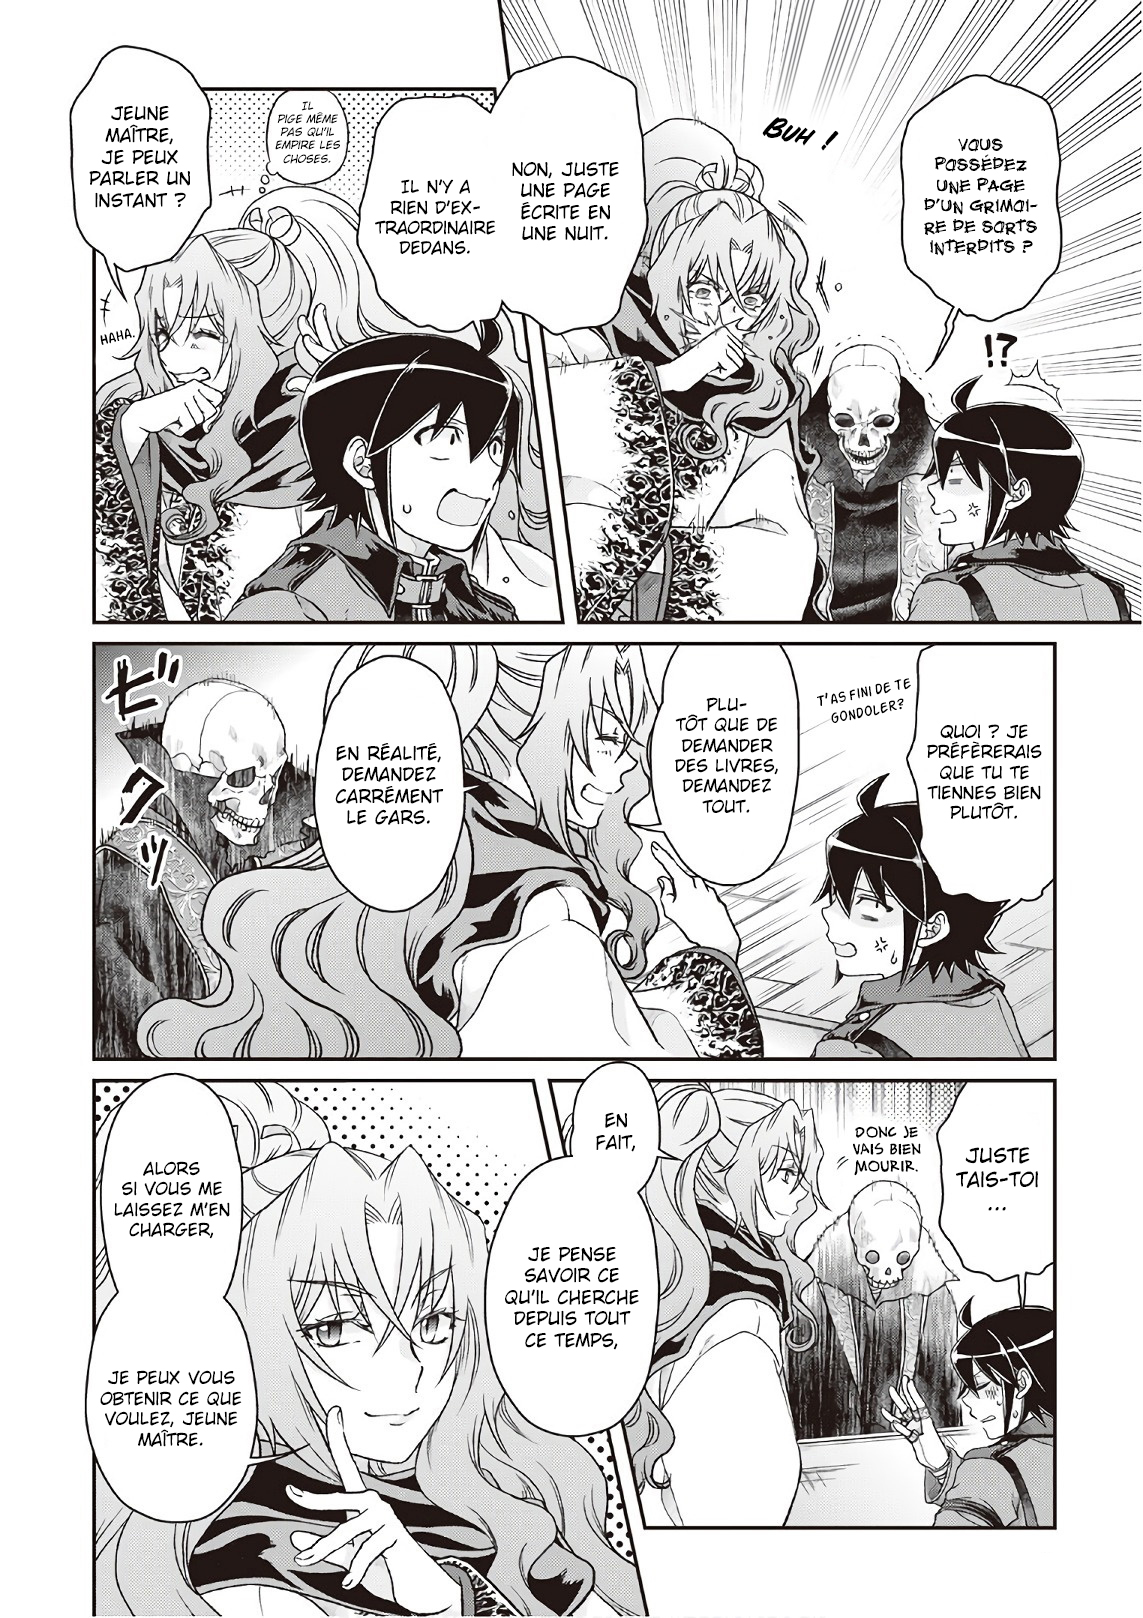 VOUS
POSSÉDEZ
UNE PAGE
D'UN GRIMOI-
RE DE SORTS
INTERDITS ?
BUH !
!?
NON, JUSTE
UNE PAGE
ÉCRITE EN
UNE NUIT.
IL N'Y A
RIEN D'EX-
TRAORDINAIRE
DEDANS.
IL
PIGE MÊME
PAS QU'IL
EMPIRE LES
CHOSES.
JEUNE
MAÎTRE,
JE PEUX
PARLER UN
INSTANT ?
HAHA.
QUOI ? JE
PRÉFÈRERAIS
QUE TU TE
TIENNES BIEN
PLUTÔT.
T'AS FINI DE TE
GONDOLER?
PLU-
TÔT QUE DE
DEMANDER
DES LIVRES,
DEMANDEZ
TOUT.
EN RÉALITÉ,
DEMANDEZ
CARRÉMENT
LE GARS.
ビクッ
JUSTE
TAIS-TOI
...
DONC JE
VAIS BIEN
MOURIR.
EN
FAIT,
JE PENSE
SAVOIR CE
QU'IL CHERCHE
DEPUIS TOUT
CE TEMPS,
ALORS
SI VOUS ME
LAISSEZ M'EN
CHARGER,
JE PEUX VOUS
OBTENIR CE QUE
VOULEZ, JEUNE
MAÎTRE.